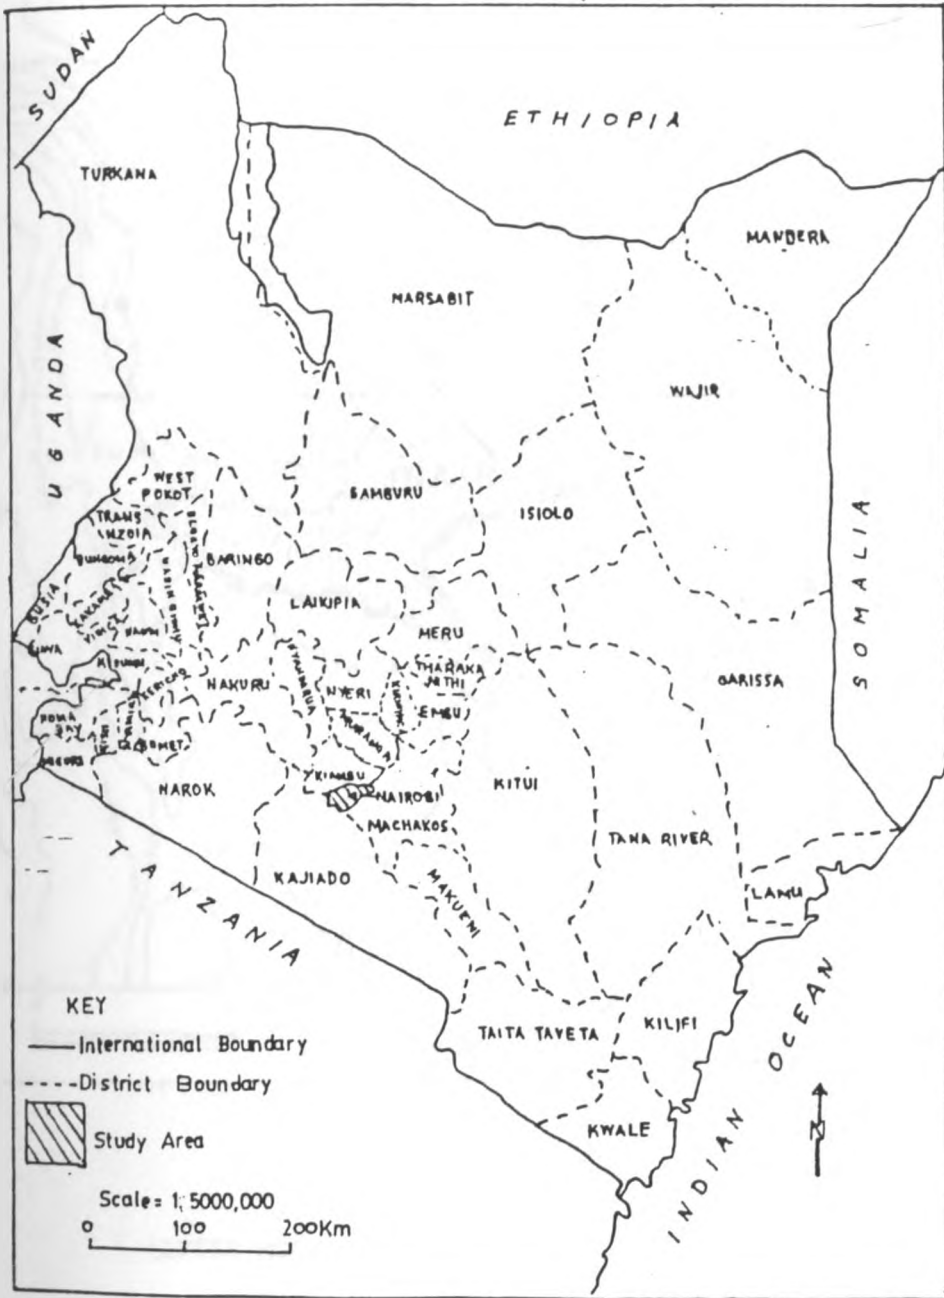 SUDAN
ETHIOPIA
TURKANA
MANDERA
MARSABIT
UGANDA
WAJIR
WEST
POKOT
SAMBURU
ISIOLO
TRANS
NZOIA
BUNGOMA
BARINGO
SOMALIA
BUSIA
LAIKIPIA
MERU
THARAKA
NITHI
NAKURU
NYERI
EMBU
GARISSA
KERICHO
HOMA
BAY
KISII
BOMET
KIAMBU
NAROK
NAIROBI
KITUI
MACHAKOS
TANA RIVER
KAJIADO
MAKUENI
LAMU
TANZANIA
TAITA TAVETA
KILIFI
KWALE
INDIAN OCEAN
N
KEY
International Boundary
District Boundary
Study Area
Scale= 1:5000,000
0 100 200Km